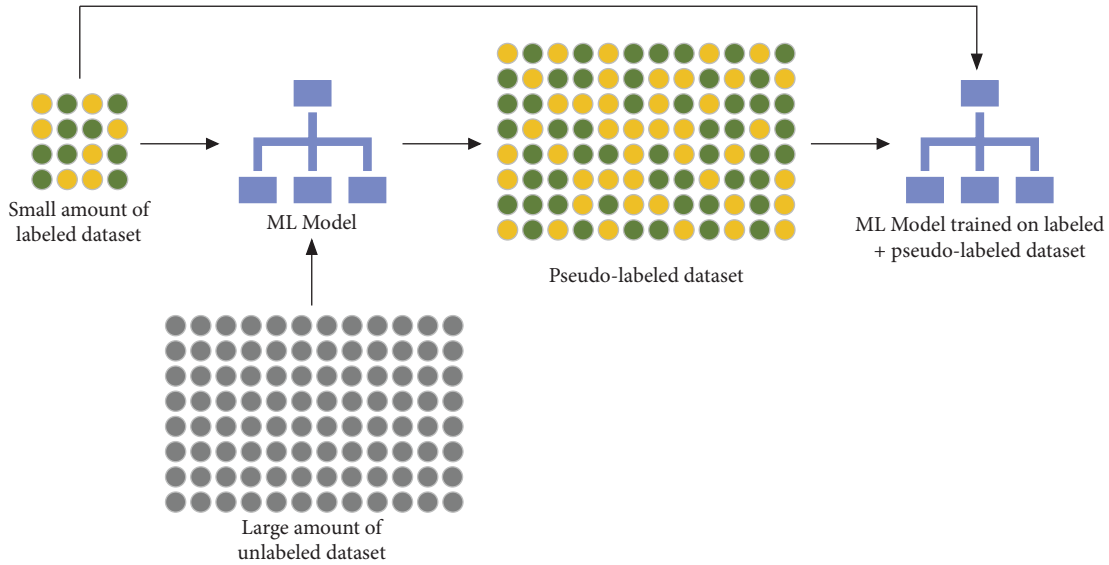 Small amount of
labeled dataset
ML Model
Pseudo-labeled dataset
ML Model trained on labeled
+ pseudo-labeled dataset
Large amount of
unlabeled dataset